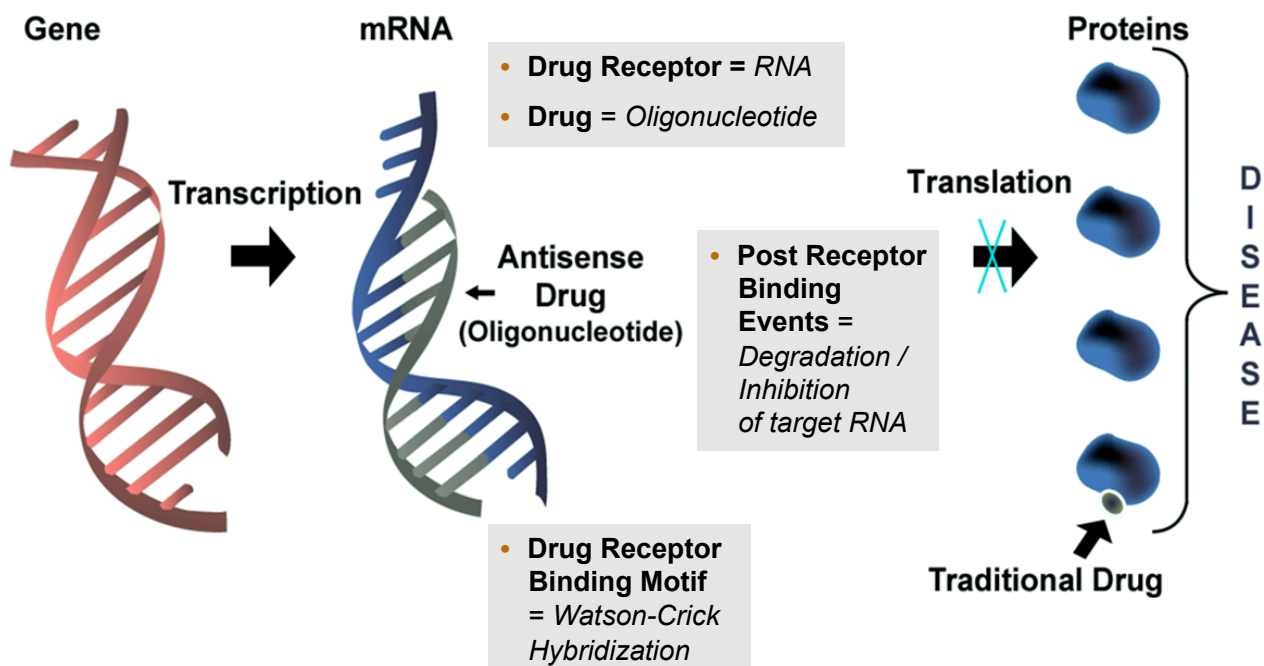 Gene
mRNA
• Drug Receptor = RNA
• Drug = Oligonucleotide
Proteins
Transcription
Translation
Antisense
Drug
(Oligonucleotide)
• Post Receptor
Binding
Events =
Degradation /
Inhibition
of target RNA
D
I
S
E
A
S
E
• Drug Receptor
Binding Motif
= Watson-Crick
Hybridization
Traditional Drug